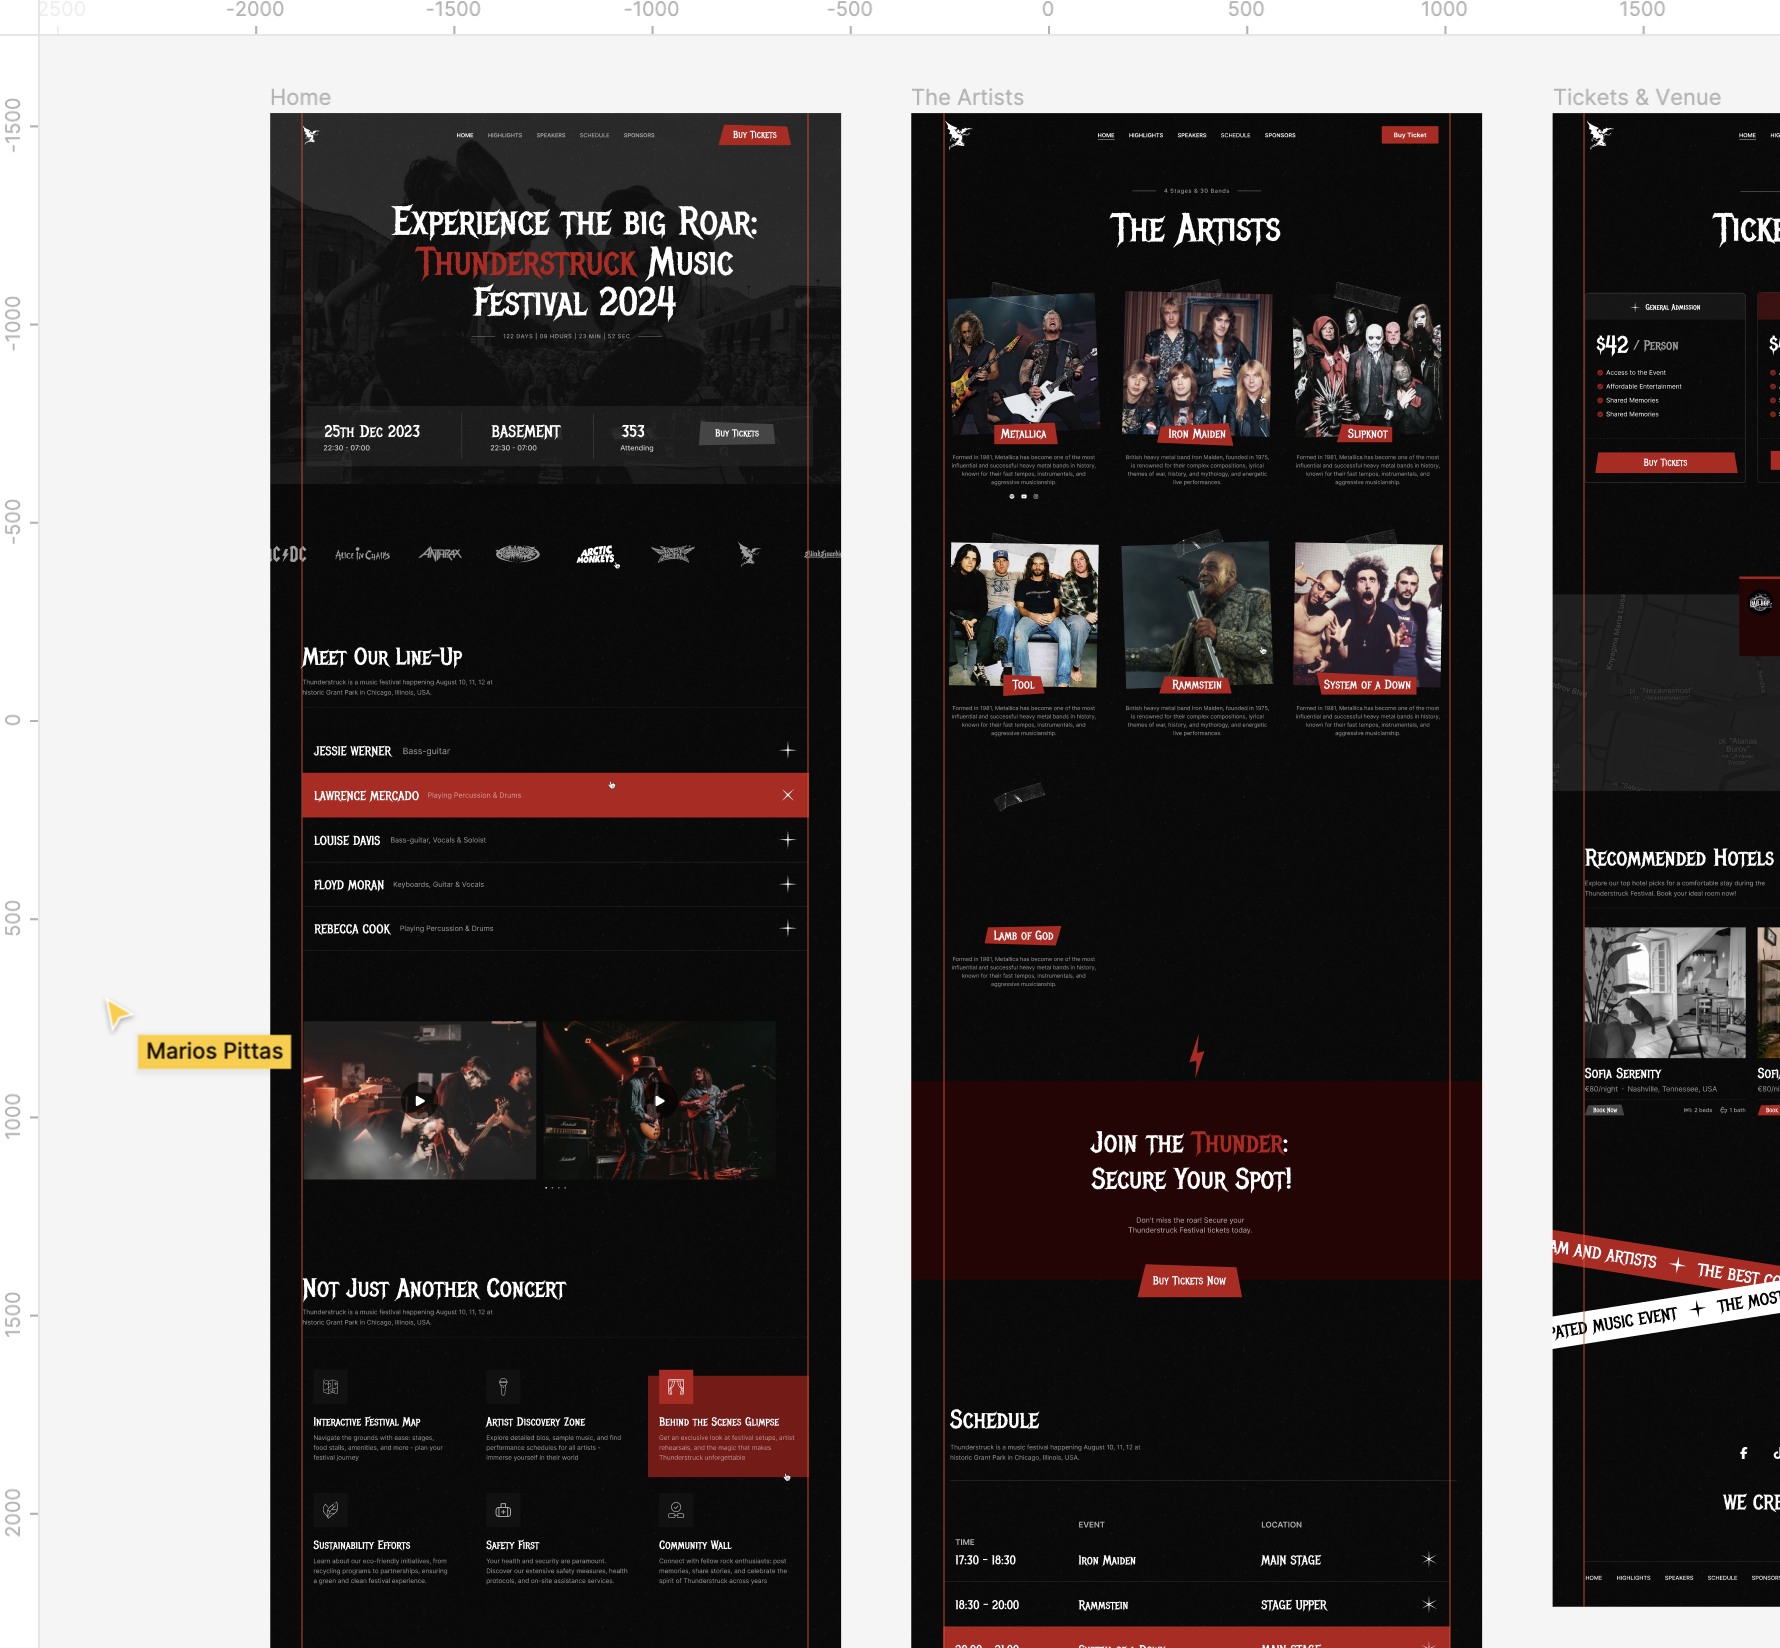 2500 -2000 -1500 -1000 -500 0 500 1000 1500
-1500
-1000
-500
0
500
1000
1500
2000
Marios Pittas
Home
HOME HIGHLIGHTS SPEAKERS SCHEDULE SPONSORS
Buy Tickets
Experience the big Roar:
Thunderstruck Music
Festival 2024
122 DAYS | 09 HOURS | 23 MIN | 52 SEC
25th Dec 2023
22:30 - 07:00
BASEMENT
22:30 - 07:00
353
Attending
Buy Tickets
AC DC Alice in Chains ANTHRAX ARCTIC MONKEYS
Meet Our Line-Up
Thunderstruck is a music festival happening August 10, 11, 12 at
historic Grant Park in Chicago, Illinois, USA.
JESSIE WERNER Bass-guitar
LAWRENCE MERCADO Playing Percussion & Drums
LOUISE DAVIS Bass-guitar, Vocals & Soloist
FLOYD MORAN Keyboards, Guitar & Vocals
REBECCA COOK Playing Percussion & Drums
Not Just Another Concert
Thunderstruck is a music festival happening August 10, 11, 12 at
historic Grant Park in Chicago, Illinois, USA.
Interactive Festival Map
Navigate the grounds with ease: stages,
food stalls, amenities, and more - plan your
festival journey
Artist Discovery Zone
Explore detailed bios, sample music, and find
performance schedules for all artists -
immerse yourself in their world
Behind the Scenes Glimpse
Get an exclusive look at festival setups, artist
rehearsals, and the magic that makes
Thunderstruck unforgettable
Sustainability Efforts
Learn about our eco-friendly initiatives, from
recycling programs to partnerships, ensuring
a green and clean festival experience.
Safety First
Your health and security are paramount.
Discover our extensive safety measures, health
protocols, and on-site assistance services.
Community Wall
Connect with fellow rock enthusiasts: post
memories, share stories, and celebrate the
spirit of Thunderstruck across years
The Artists
HOME HIGHLIGHTS SPEAKERS SCHEDULE SPONSORS
Buy Ticket
4 Stages & 30 Bands
The Artists
Metallica
Formed in 1981, Metallica has become one of the most
influential and successful heavy metal bands in history,
known for their fast tempos, instrumentals, and
aggressive musicianship.
Iron Maiden
British heavy metal band Iron Maiden, founded in 1975,
is renowned for their complex compositions, lyrical
themes of war, history, and mythology, and energetic
live performances.
Slipknot
Formed in 1981, Metallica has become one of the most
influential and successful heavy metal bands in history,
known for their fast tempos, instrumentals, and
aggressive musicianship.
Tool
Formed in 1981, Metallica has become one of the most
influential and successful heavy metal bands in history,
known for their fast tempos, instrumentals, and
aggressive musicianship.
Rammstein
British heavy metal band Iron Maiden, founded in 1975,
is renowned for their complex compositions, lyrical
themes of war, history, and mythology, and energetic
live performances.
System of a Down
Formed in 1981, Metallica has become one of the most
influential and successful heavy metal bands in history,
known for their fast tempos, instrumentals, and
aggressive musicianship.
Lamb of God
Formed in 1981, Metallica has become one of the most
influential and successful heavy metal bands in history,
known for their fast tempos, instrumentals, and
aggressive musicianship.
Join the Thunder:
Secure Your Spot!
Don't miss the roar! Secure your
Thunderstruck Festival tickets today.
Buy Tickets Now
Schedule
Thunderstruck is a music festival happening August 10, 11, 12 at
historic Grant Park in Chicago, Illinois, USA.
TIME EVENT LOCATION
17:30 - 18:30 Iron Maiden MAIN STAGE
18:30 - 20:00 Rammstein STAGE UPPER
20:00 - 21:00 System of a Down MAIN STAGE
Tickets & Venue
HOME HIG
Ticke
General Admission
$42 / Person
Access to the Event
Affordable Entertainment
Shared Memories
Shared Memories
Buy Tickets
Knyaginya Maria Luisa
pl. "Nezavisimost"
pl. "Atanas
Burov"
Recommended Hotels
Explore our top hotel picks for a comfortable stay during the
Thunderstruck Festival. Book your ideal room now!
Sofia Serenity
€80/night - Nashville, Tennessee, USA
Book Now 2 beds 1 bath
Sofi
€80/ni
Book
AM AND ARTISTS THE BEST CO
PATED MUSIC EVENT THE MOST
WE CRE
HOME HIGHLIGHTS SPEAKERS SCHEDULE SPONSORS